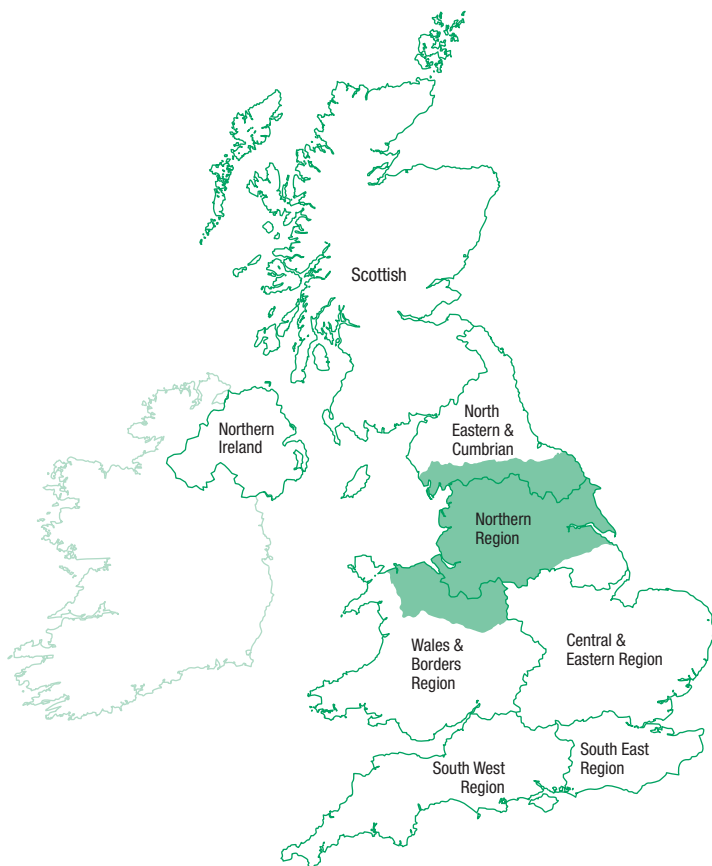 Scottish
North
Eastern &
Cumbrian
Northern
Ireland
Northern
Region
Wales &
Borders
Region
Central &
Eastern Region
South East
Region
South West
Region